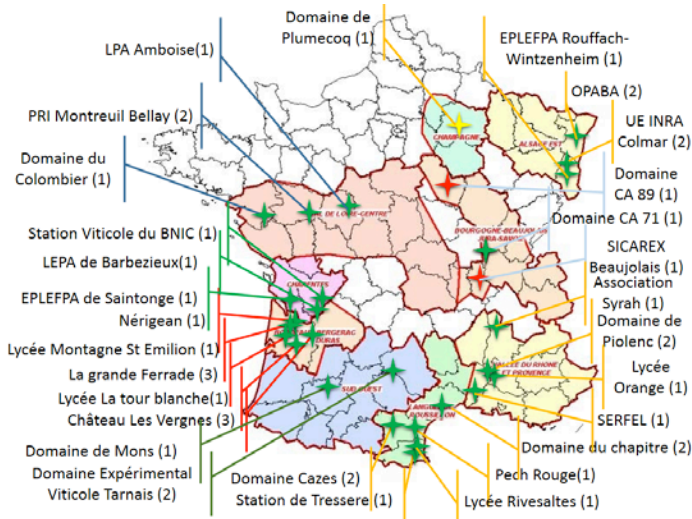 Domaine de
Plumecoq (1)
EPLEFPA Rouffach-
Wintzenheim (1)
LPA Amboise(1)
OPABA (2)
PRI Montreuil Bellay (2)
UE INRA
Colmar (2)
CHAMPAGNE
ALSACE EST
Domaine du
Colombier (1)
Domaine
CA 89 (1)
DE LOIRE-CENTRE
Domaine CA 71 (1)
BOURGOGNE-BEAUJOLAIS
JURA-SAVOIE
Station Viticole du BNIC (1)
SICAREX
Beaujolais (1)
LEPA de Barbezieux(1)
Association
Syrah (1)
CHARENTES
EPLEFPA de Saintonge (1)
Nérigean (1)
Domaine de
Piolenc (2)
BERGERAC
DURAS
Lycée Montagne St Emilion (1)
Lycée
Orange (1)
La grande Ferrade (3)
VALLE DU RHONE
ET PROVENCE
SUD OUEST
Lycée La tour blanche(1)
LANGUEDOC
ROUSSILLON
Château Les Vergnes (3)
SERFEL (1)
Domaine de Mons (1)
Domaine du chapitre (2)
Domaine Expérimental
Viticole Tarnais (2)
Domaine Cazes (2)
Pech Rouge(1)
Station de Tressere (1)
Lycée Rivesaltes (1)